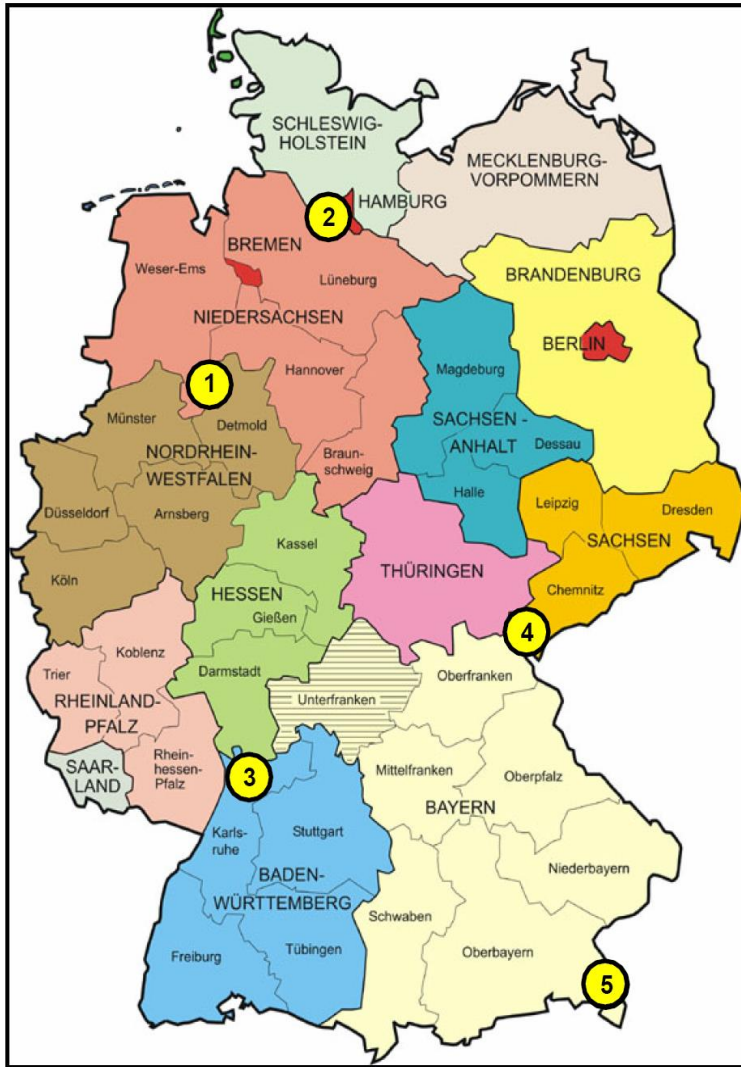 SCHLESWIG-
HOLSTEIN
MECKLENBURG-
VORPOMMERN
2
HAMBURG
BREMEN
Weser-Ems
Lüneburg
BRANDENBURG
NIEDERSACHSEN
BERLIN
1
Hannover
Magdeburg
Münster
Detmold
SACHSEN -
ANHALT
Dessau
NORDRHEIN-
WESTFALEN
Braun-
schweig
Halle
Leipzig
Dresden
Düsseldorf
Arnsberg
Kassel
SACHSEN
THÜRINGEN
Köln
HESSEN
Chemnitz
Gießen
4
Koblenz
Trier
Darmstadt
Oberfranken
RHEINLAND-
PFALZ
Unterfranken
Rhein-
hessen-
Pfalz
SAAR-
LAND
3
Mittelfranken
Oberpfalz
BAYERN
Karls-
ruhe
Stuttgart
Niederbayern
BADEN-
WÜRTTEMBERG
Schwaben
Freiburg
Tübingen
Oberbayern
5